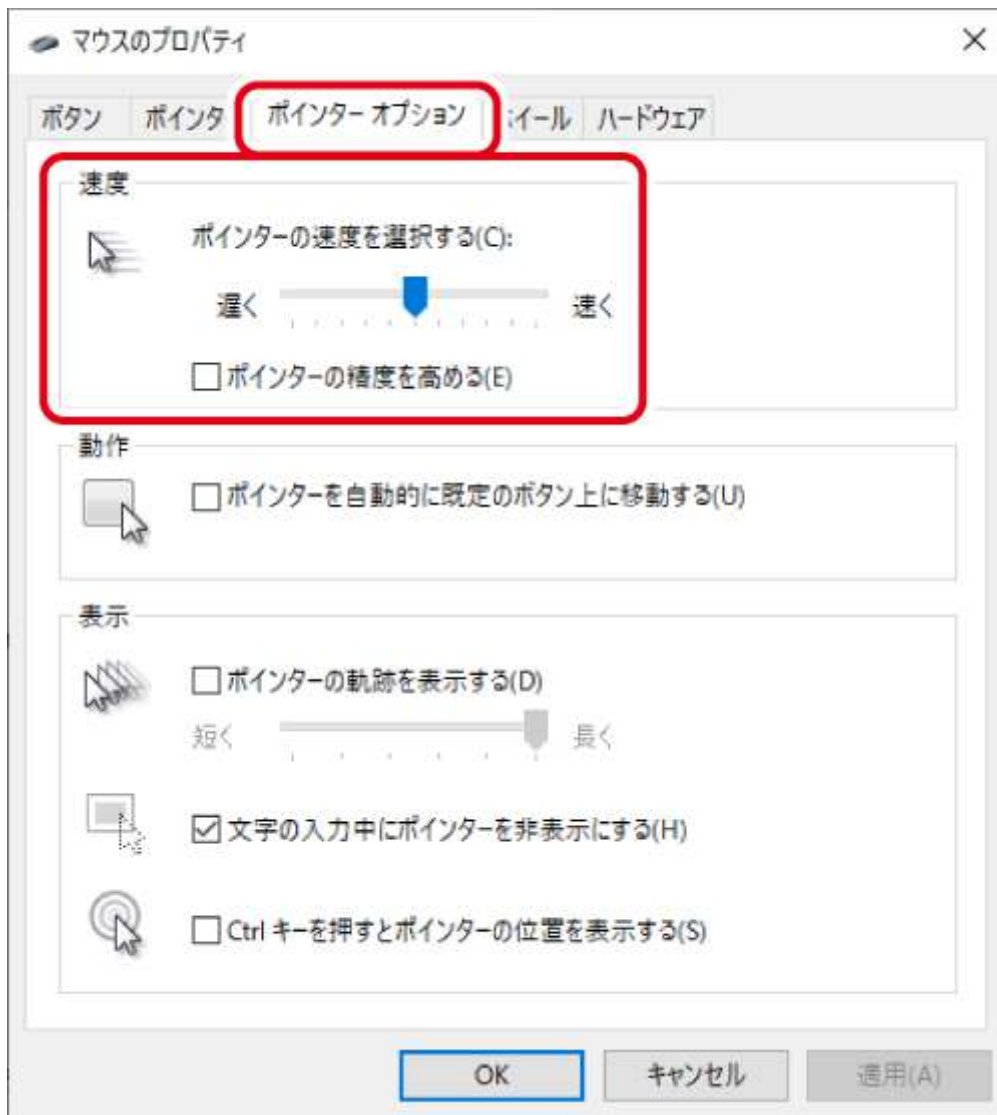 マウスのプロパティ
ボタン ポインタ ポインター オプション イール ハードウェア
速度
ポインターの速度を選択する(C):
遅く 速く
ポインターの精度を高める(E)
動作
ポインターを自動的に既定のボタン上に移動する(U)
表示
ポインターの軌跡を表示する(D)
短く 長く
文字の入力中にポインターを非表示にする(H)
Ctrl キーを押すとポインターの位置を表示する(S)
OK キャンセル 適用(A)